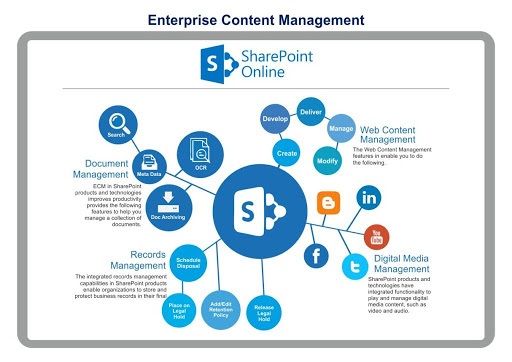 Enterprise Content Management
SharePoint
Online
S
Search
Meta Data
OCR
Doc Archiving
Document
Management
ECM in SharePoint
products and technologies
improves productivity
provides the following
features to help you
manage a collection of
documents.
Develop
Deliver
Manage
Create
Modify
Web Content
Management
The Web Content Management
features in enable you to do
the following.
S
in
You
Tube
f
Digital Media
Management
SharePoint products and
technologies have
integrated functionality to
play and manage digital
media content, such as
video and audio.
Records
Management
The integrated records management
capabilities in SharePoint products
enable organizations to store and
protect business records in their final
Schedule
Disposal
Place on
Legal
Hold
Add/Edit
Retention
Policy
Release
Legal
Hold